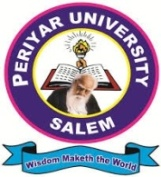 PERIYAR UNIVERSITY
SALEM
Wisdom Maketh the World